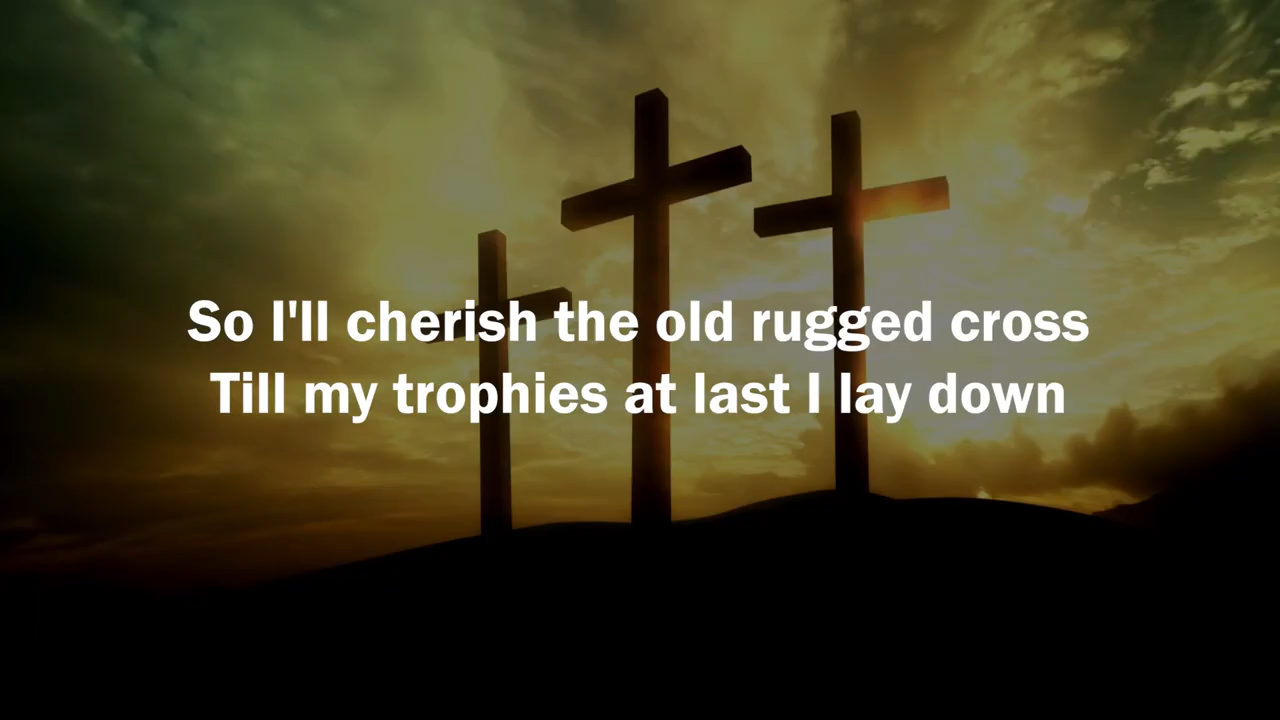 So I'll cherish the old rugged cross
Till my trophies at last I lay down